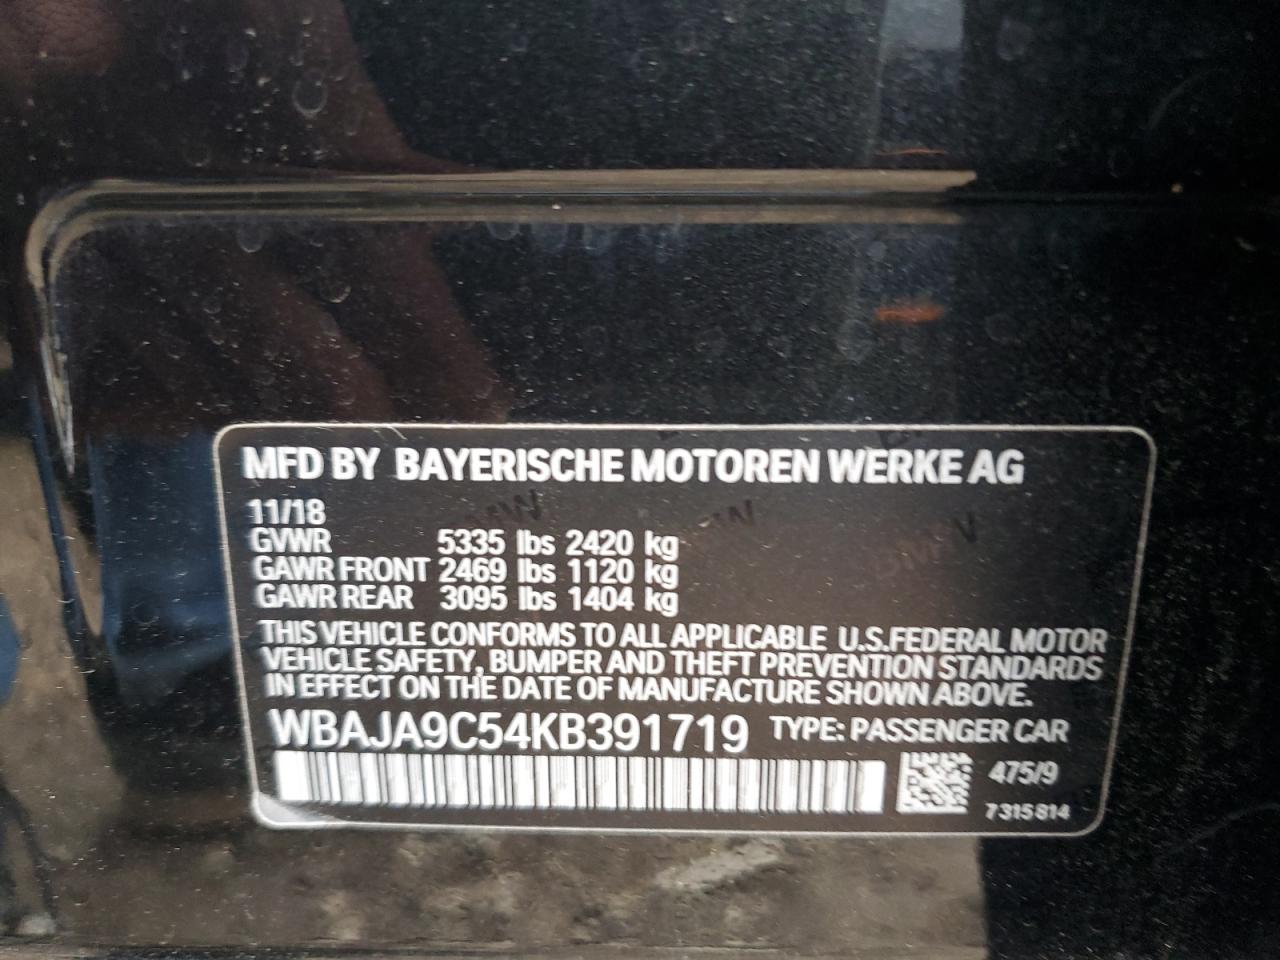 MFD BY BAYERISCHE MOTOREN WERKE AG
11/18
GVWR 5335 lbs 2420 kg
GAWR FRONT 2469 lbs 1120 kg
GAWR REAR 3095 lbs 1404 kg
THIS VEHICLE CONFORMS TO ALL APPLICABLE U.S.FEDERAL MOTOR
VEHICLE SAFETY, BUMPER AND THEFT PREVENTION STANDARDS
IN EFFECT ON THE DATE OF MANUFACTURE SHOWN ABOVE.
WBAJA9C54KB391719 TYPE: PASSENGER CAR
475/9
7315814